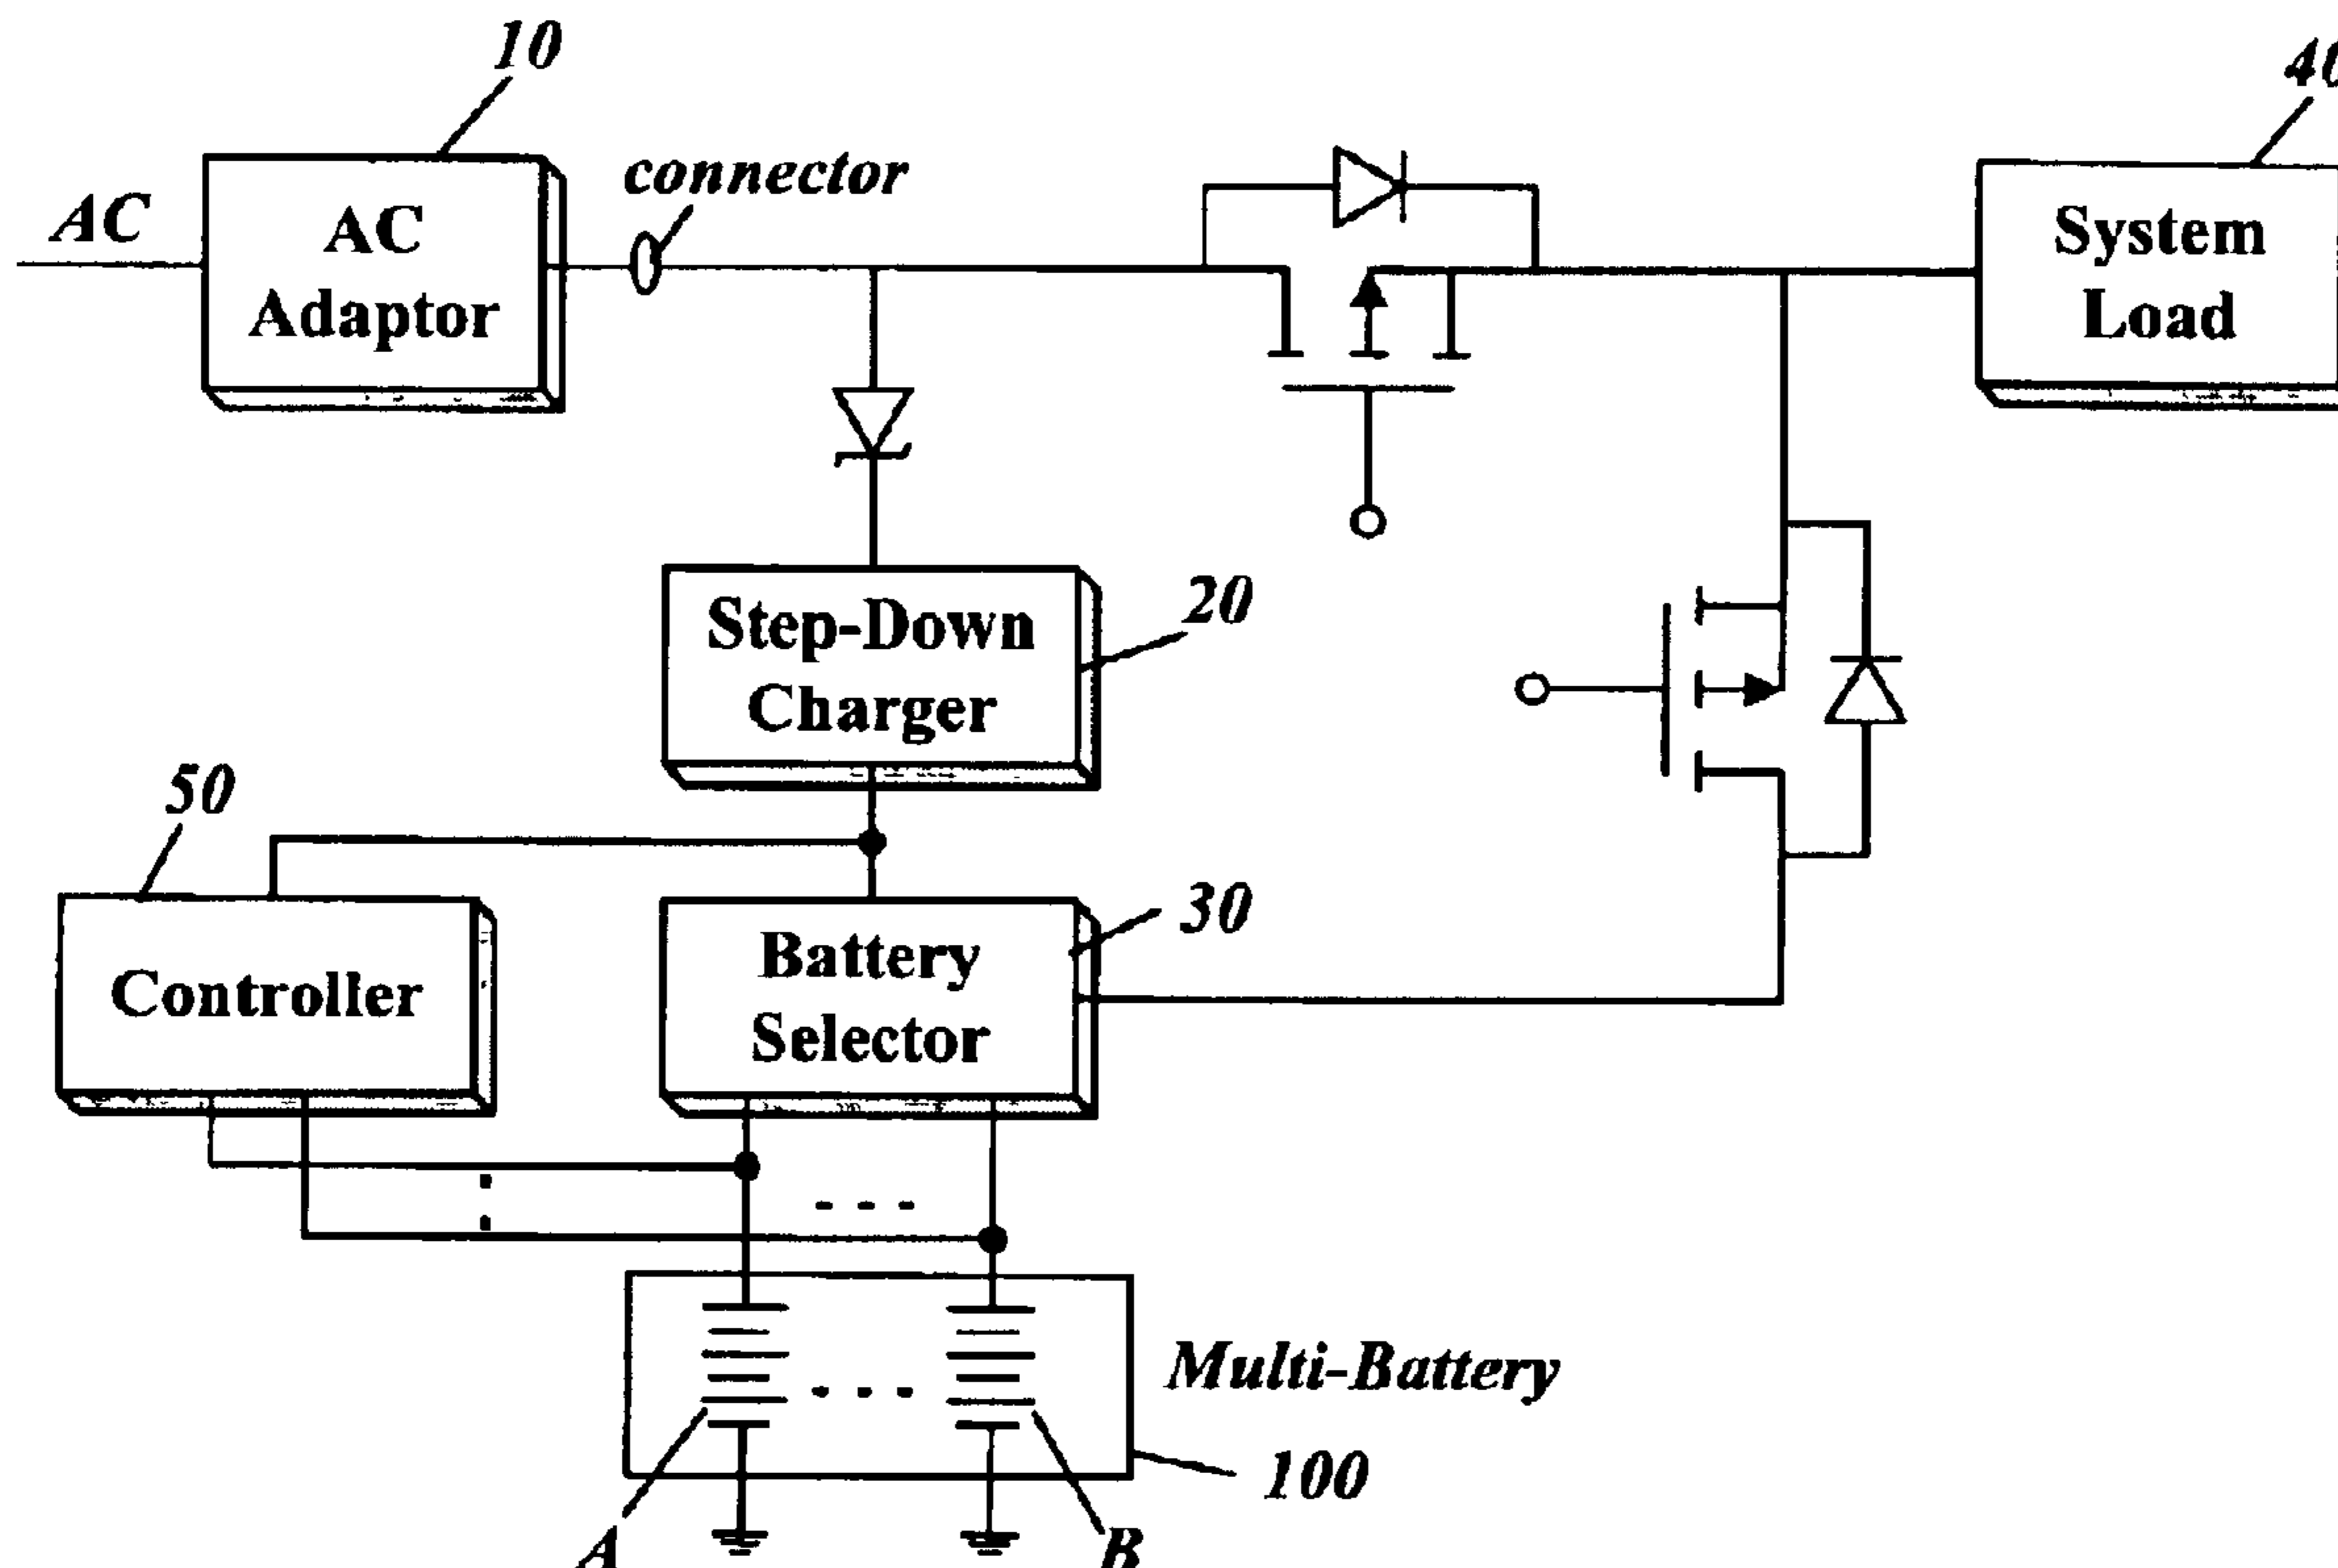 10
40
AC
AC
Adaptor
connector
System
Load
Step-Down
Charger
20
50
Controller
Battery
Selector
30
Multi-Battery
100
A
B